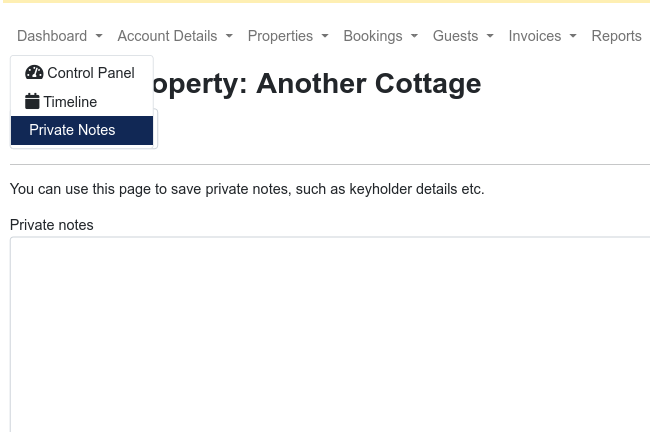 Dashboard Account Details Properties Bookings Guests Invoices Reports
Control Panel
operty: Another Cottage
Timeline
Private Notes
You can use this page to save private notes, such as keyholder details etc.
Private notes